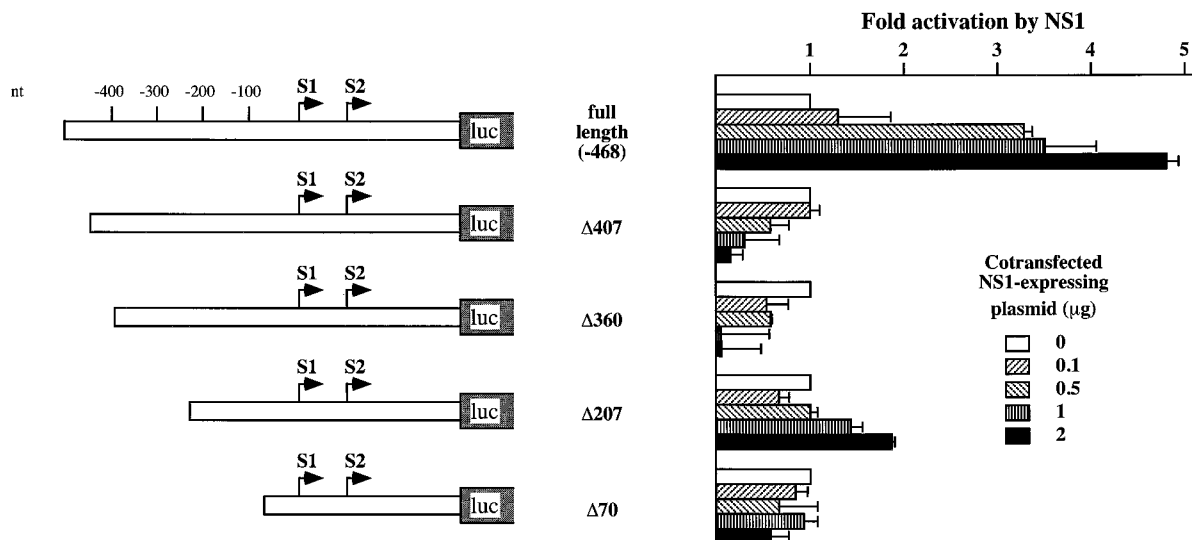 Fold activation by NS1
1 2 3 4 5
nt -400 -300 -200 -100 S1 S2
luc
full
length
(-468)
S1 S2
luc
Δ407
S1 S2
luc
Δ360
S1 S2
luc
Δ207
S1 S2
luc
Δ70
Cotransfected
NS1-expressing
plasmid (μg)
0
0.1
0.5
1
2